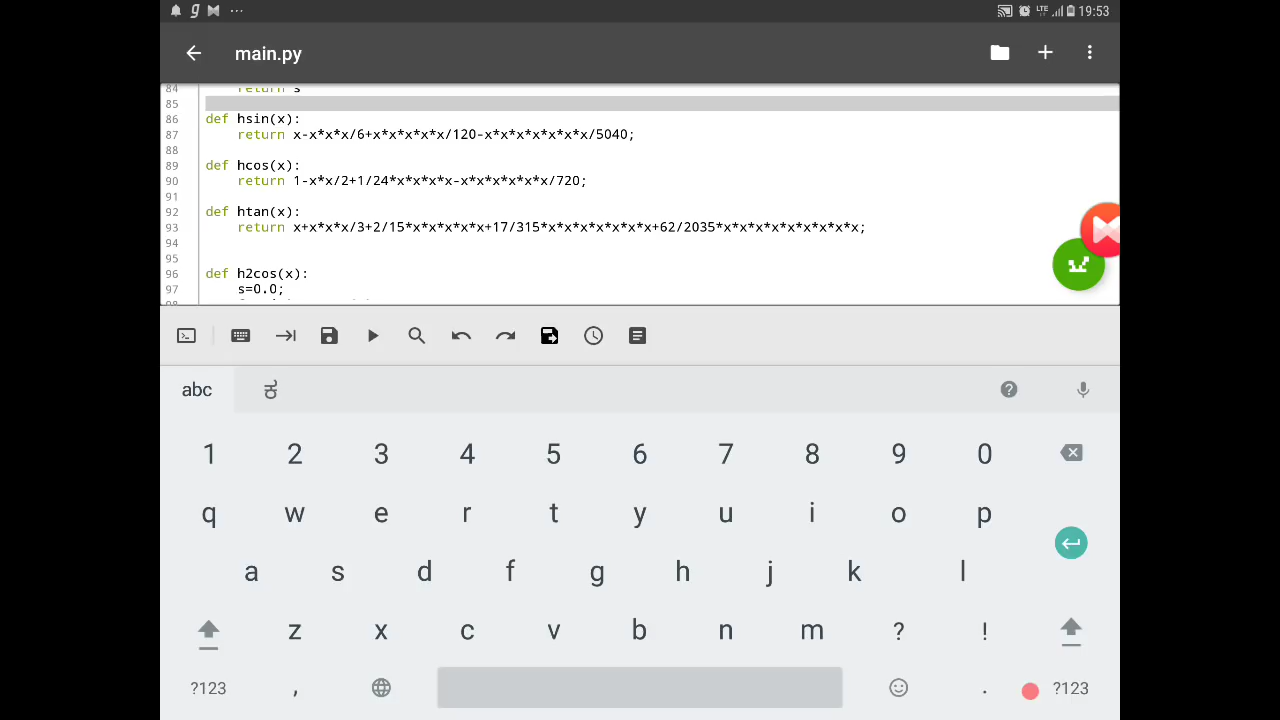 g ... LTE 19:53
main.py
84 return s
85
86 def hsin(x):
87 return x-x*x*x/6+x*x*x*x*x/120-x*x*x*x*x*x*x/5040;
88
89 def hcos(x):
90 return 1-x*x/2+1/24*x*x*x*x-x*x*x*x*x*x/720;
91
92 def htan(x):
93 return x+x*x*x/3+2/15*x*x*x*x*x+17/315*x*x*x*x*x*x*x+62/2035*x*x*x*x*x*x*x*x*x;
94
95
96 def h2cos(x):
97 s=0.0;
98
abc ಕ
1 2 3 4 5 6 7 8 9 0
q w e r t y u i o p
a s d f g h j k l
z x c v b n m ? !
?123 , . ?123